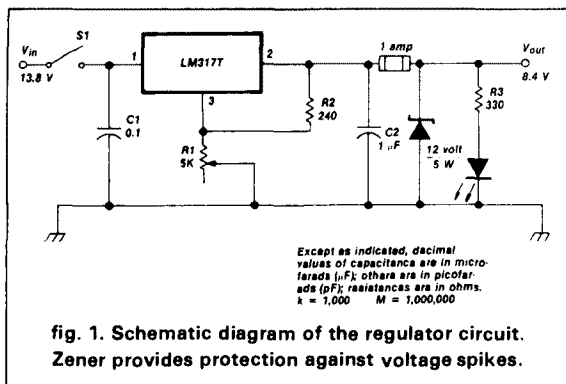 S1
1 amp
Vin
Vout
1
LM317T
2
13.8 V
8.4 V
3
R2
240
R3
330
C1
0.1
R1
5K
C2
1 µF
12 volt
5 W
Except as indicated, decimal
values of capacitance are in micro-
farads (µF); others are in picofar-
ads (pF); resistances are in ohms.
k = 1,000 M = 1,000,000
fig. 1. Schematic diagram of the regulator circuit.
Zener provides protection against voltage spikes.